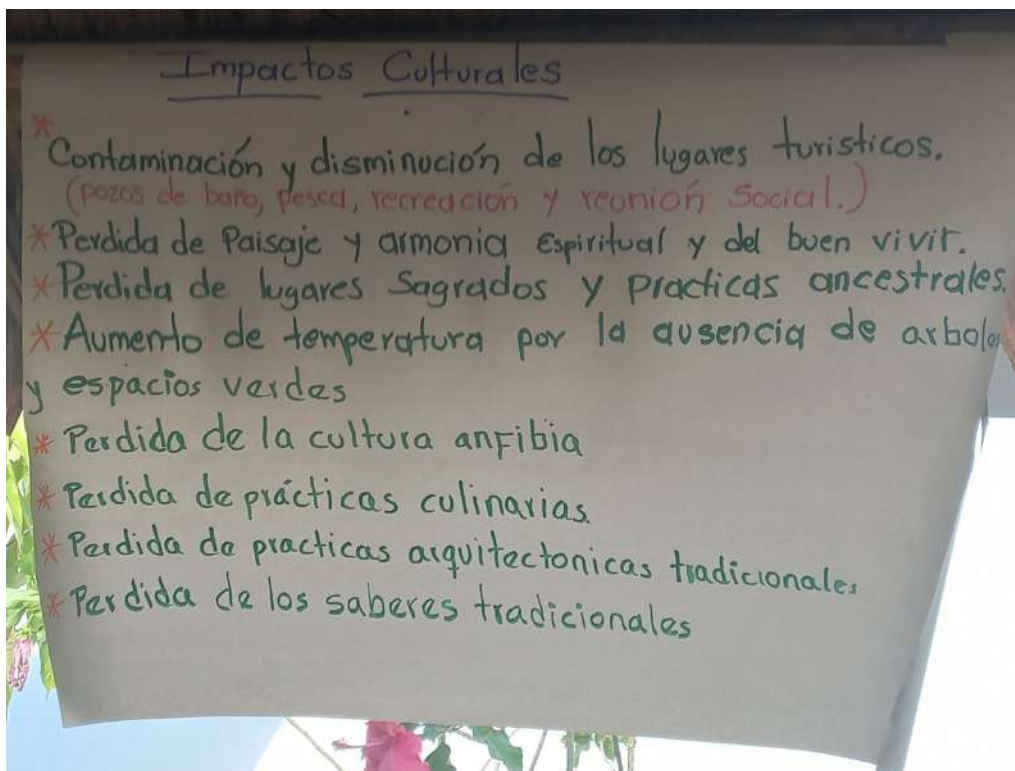 Impactos Culturales
* Contaminación y disminución de los lugares turisticos.
(pozos de baño, pesca, recreación y reunión Social.)
* Perdida de Paisaje y armonia Espiritual y del buen vivir.
* Perdida de lugares Sagrados y Practicas ancestrales.
* Aumento de temperatura por la ausencia de arboles
y espacios verdes
* Perdida de la cultura anfibia
* Perdida de prácticas culinarias.
* Perdida de practicas arquitectonicas tradicionales
* Perdida de los saberes tradicionales